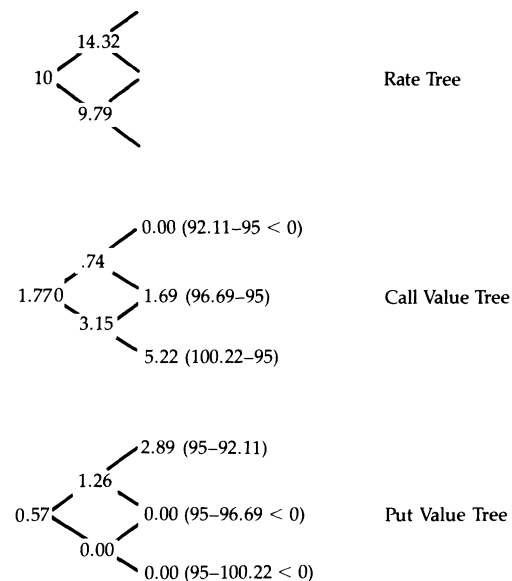 14.32
10
Rate Tree
9.79
0.00 (92.11–95 < 0)
.74
1.770
1.69 (96.69–95)
Call Value Tree
3.15
5.22 (100.22–95)
2.89 (95–92.11)
1.26
0.57
0.00 (95–96.69 < 0)
Put Value Tree
0.00
0.00 (95–100.22 < 0)